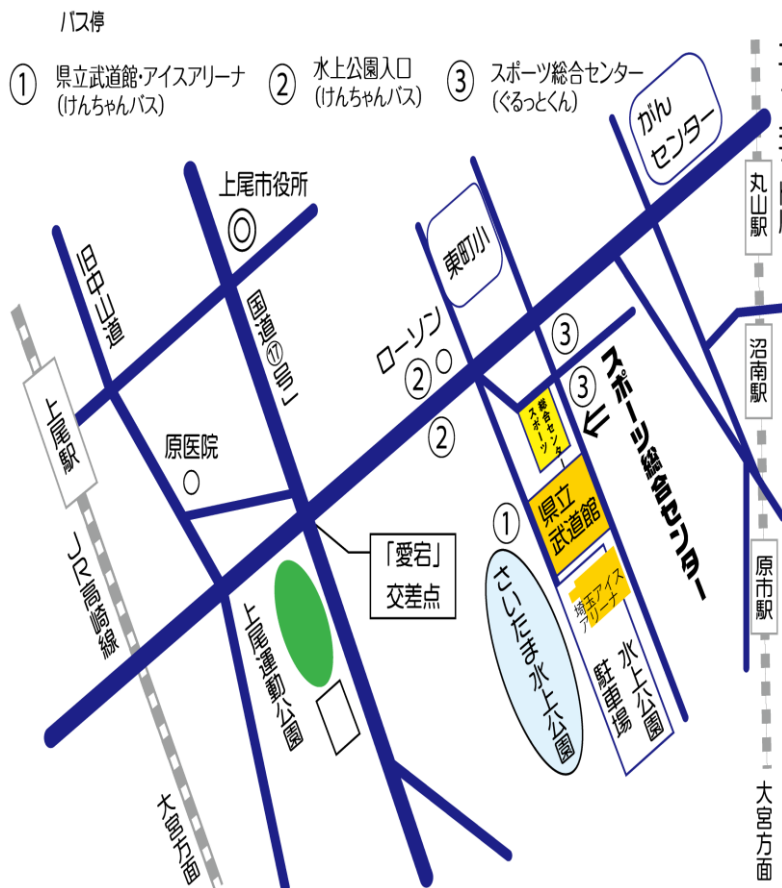 バス停
① 県立武道館・アイスアリーナ
(けんちゃんバス)
② 水上公園入口
(けんちゃんバス)
③ スポーツ総合センター
(ぐるっとくん)
がん
センター
丸山駅
上尾市役所
東町小
旧中山道
国道⑰号
ローソン
②
③
沼南駅
上尾駅
②
③
スポーツ総合センター
原医院
総合センター
スポーツ
①
県立
武道館
「愛宕」
交差点
原市駅
JR高崎線
上尾運動公園
さいたま水上公園
埼玉アイス
アリーナ
水上公園
駐車場
大宮方面
大宮方面